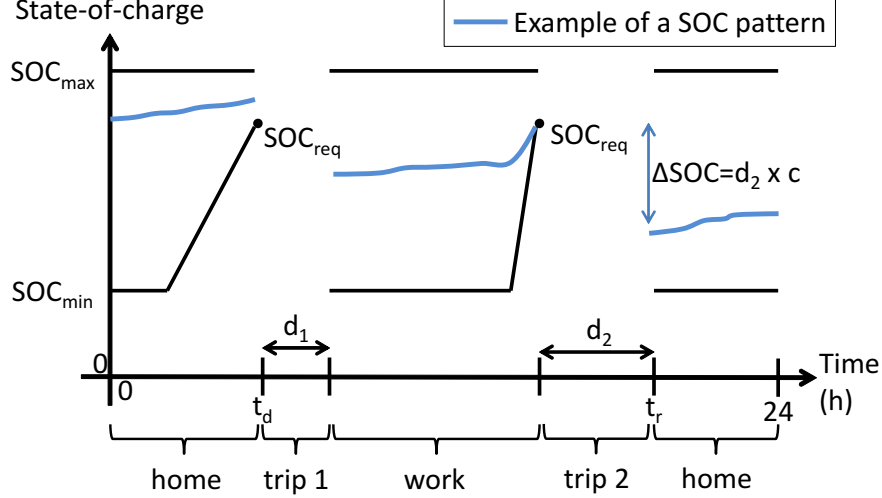 State-of-charge
Example of a SOC pattern
SOCmax
SOCreq
SOCreq
ΔSOC=d2 x c
SOCmin
d1
d2
0
0
td
tr
24
Time
(h)
home
trip 1
work
trip 2
home